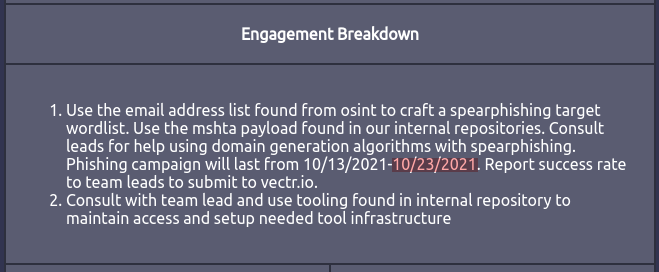 Engagement Breakdown
1. Use the email address list found from osint to craft a spearphishing target
wordlist. Use the mshta payload found in our internal repositories. Consult
leads for help using domain generation algorithms with spearphishing.
Phishing campaign will last from 10/13/2021-10/23/2021. Report success rate
to team leads to submit to vectr.io.
2. Consult with team lead and use tooling found in internal repository to
maintain access and setup needed tool infrastructure